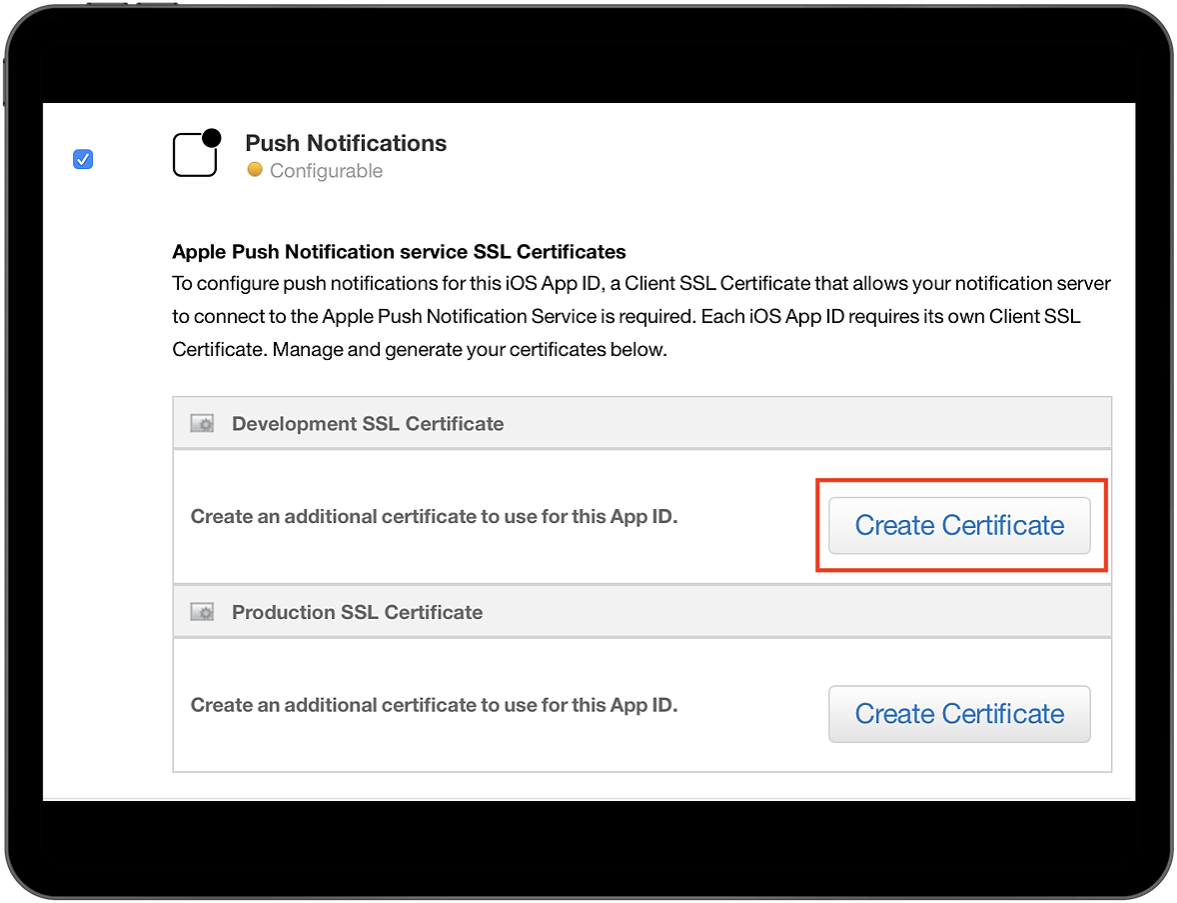 Push Notifications
Configurable
Apple Push Notification service SSL Certificates
To configure push notifications for this iOS App ID, a Client SSL Certificate that allows your notification server
to connect to the Apple Push Notification Service is required. Each iOS App ID requires its own Client SSL
Certificate. Manage and generate your certificates below.
Development SSL Certificate
Create an additional certificate to use for this App ID.
Create Certificate
Production SSL Certificate
Create an additional certificate to use for this App ID.
Create Certificate